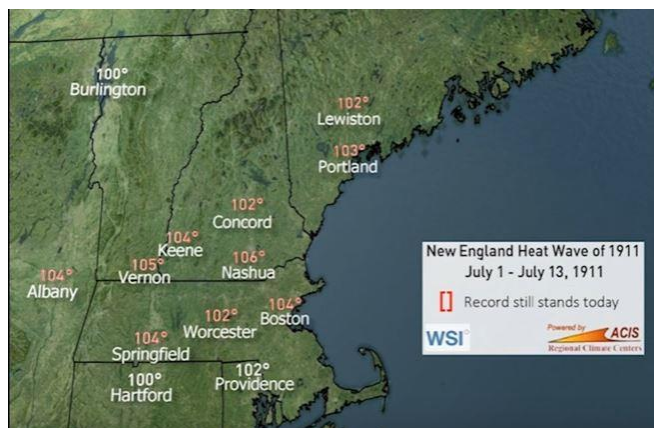 100°
Burlington
102°
Lewiston
103°
Portland
102°
Concord
104°
Keene
106°
Nashua
105°
Vernon
104°
Albany
102°
Worcester
104°
Boston
104°
Springfield
100°
Hartford
102°
Providence
New England Heat Wave of 1911
July 1 - July 13, 1911
[] Record still stands today
WSI
Powered by ACIS
Regional Climate Centers